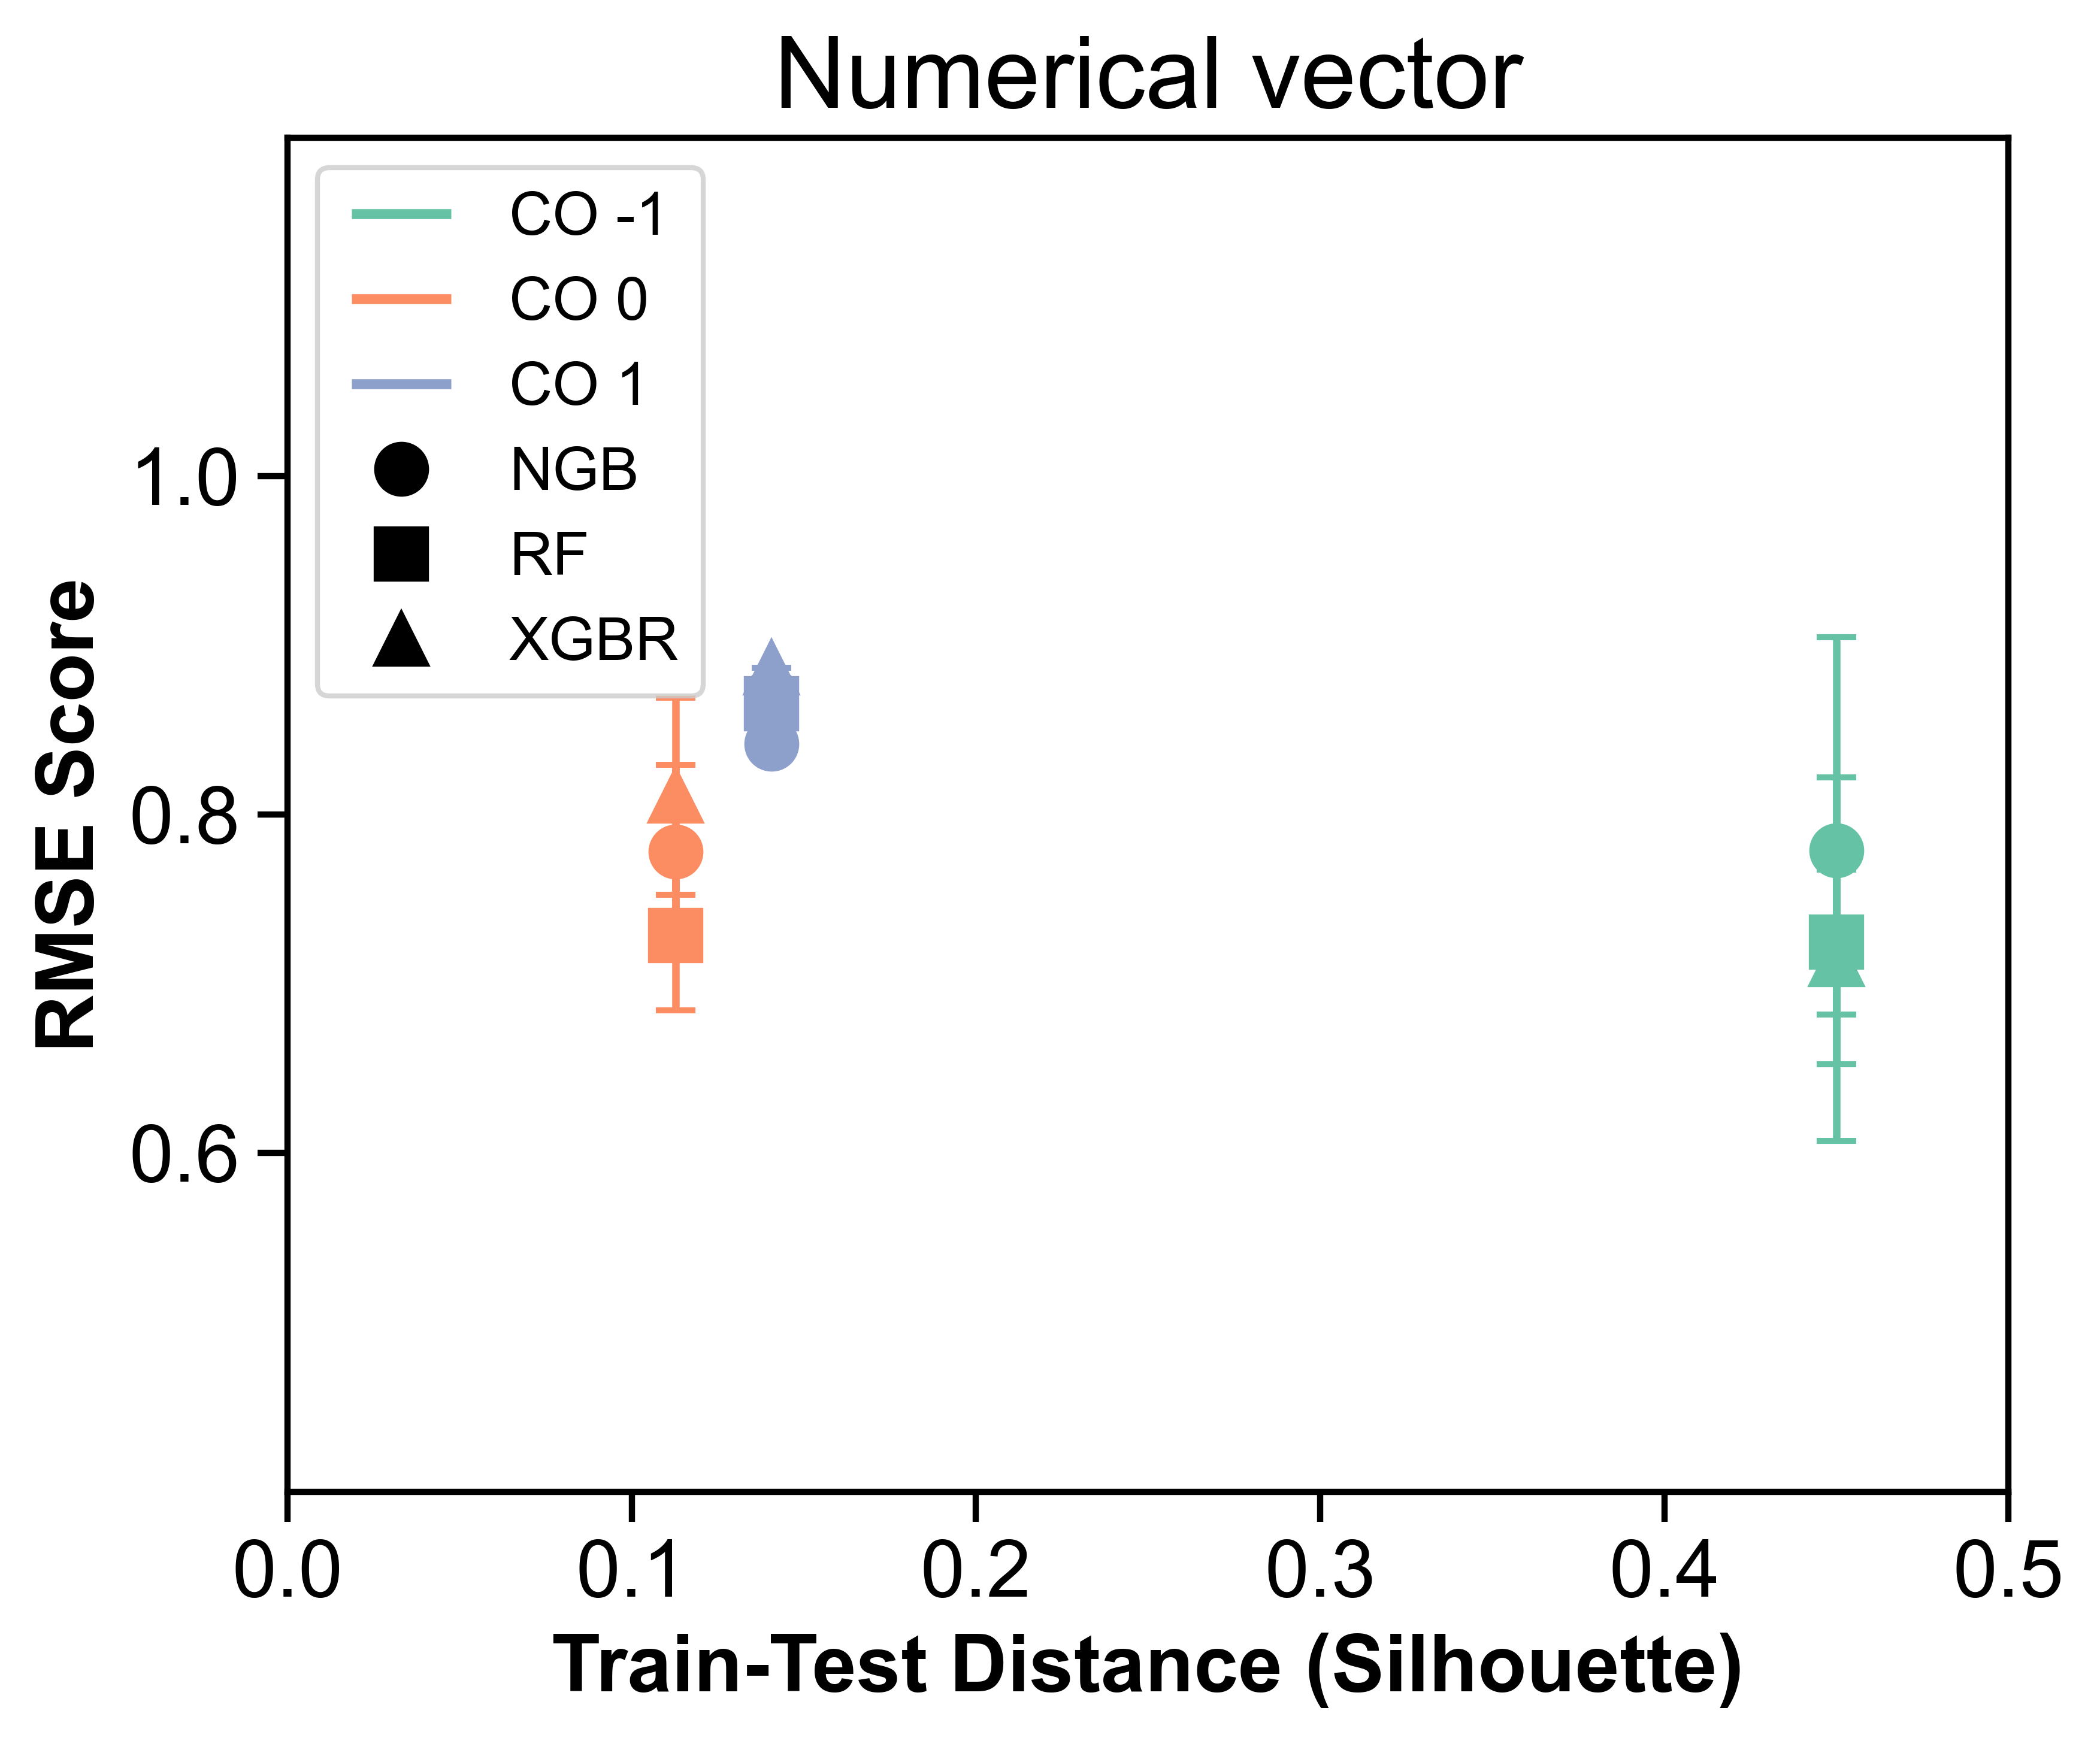 Numerical vector
CO -1
CO 0
CO 1
NGB
RF
XGBR
RMSE Score
1.0
0.8
0.6
0.0 0.1 0.2 0.3 0.4 0.5
Train-Test Distance (Silhouette)